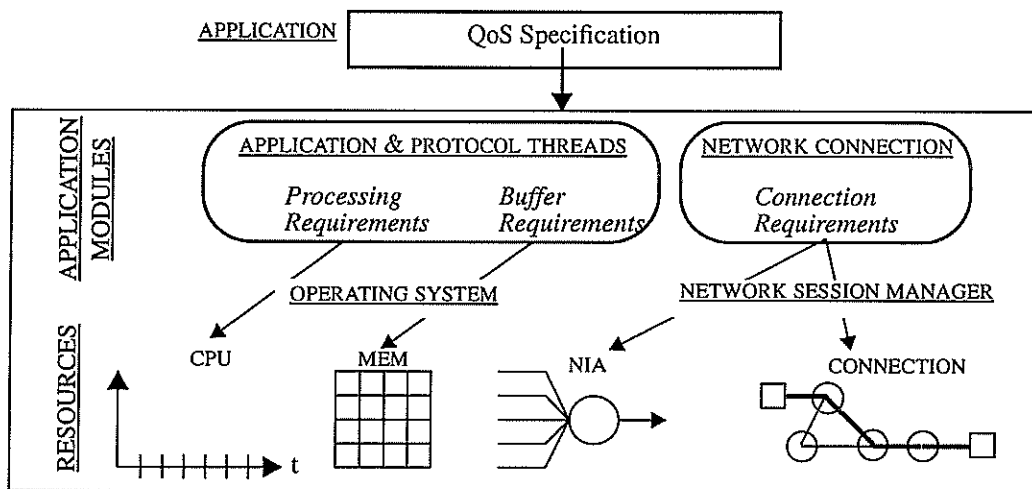 APPLICATION
QoS Specification
APPLICATION
MODULES
APPLICATION & PROTOCOL THREADS
Processing
Requirements
Buffer
Requirements
NETWORK CONNECTION
Connection
Requirements
OPERATING SYSTEM
NETWORK SESSION MANAGER
RESOURCES
CPU
t
MEM
NIA
CONNECTION